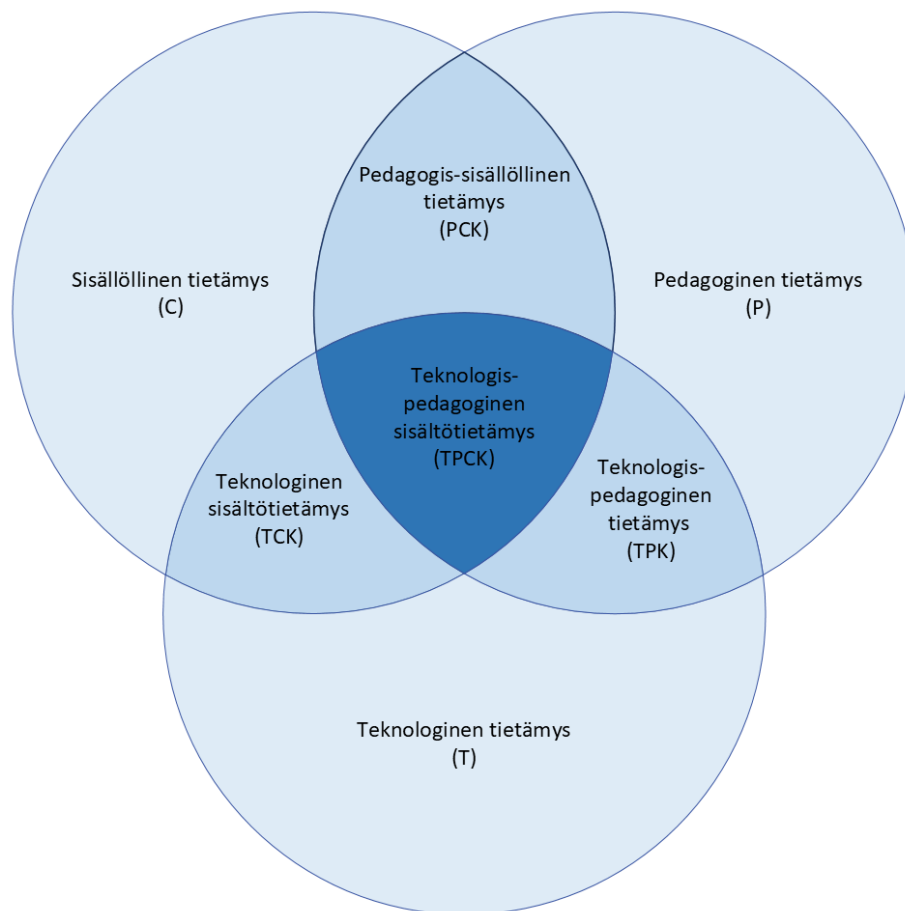 Pedagogis-sisällöllinen
tietämys
(PCK)
Sisällöllinen tietämys
(C)
Pedagoginen tietämys
(P)
Teknologis-
pedagoginen
sisältötietämys
(TPCK)
Teknologinen
sisältötietämys
(TCK)
Teknologis-
pedagoginen
tietämys
(TPK)
Teknologinen tietämys
(T)